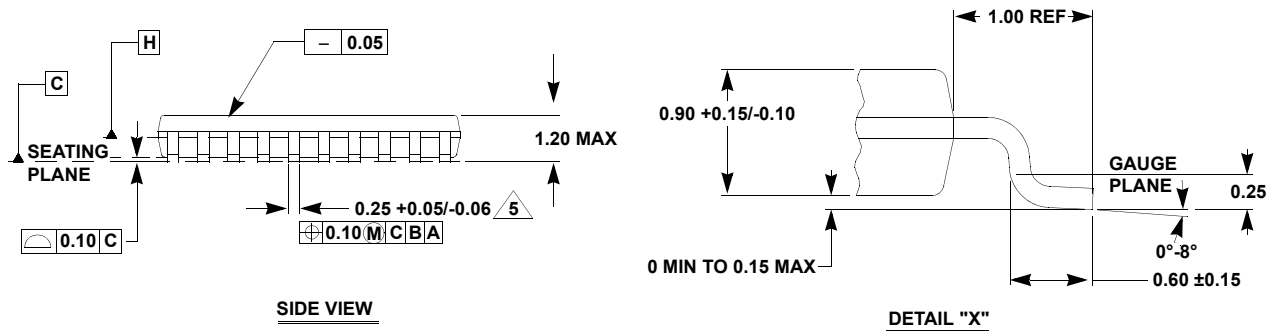 H
– 0.05
C
SEATING
PLANE
1.20 MAX
0.25 +0.05/-0.06 5
0.10 M C B A
0.10 C
SIDE VIEW
1.00 REF
0.90 +0.15/-0.10
GAUGE
PLANE
0.25
0°-8°
0 MIN TO 0.15 MAX
0.60 ±0.15
DETAIL "X"